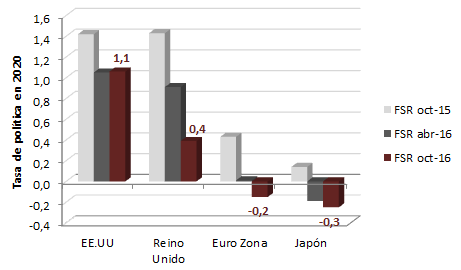 Tasa de política en 2020
1,6
1,4
1,2
1,0
0,8
0,6
0,4
0,2
0,0
-0,2
-0,4
1,1
0,4
-0,2
-0,3
EE.UU
Reino
Unido
Euro Zona
Japón
FSR oct-15
FSR abr-16
FSR oct-16